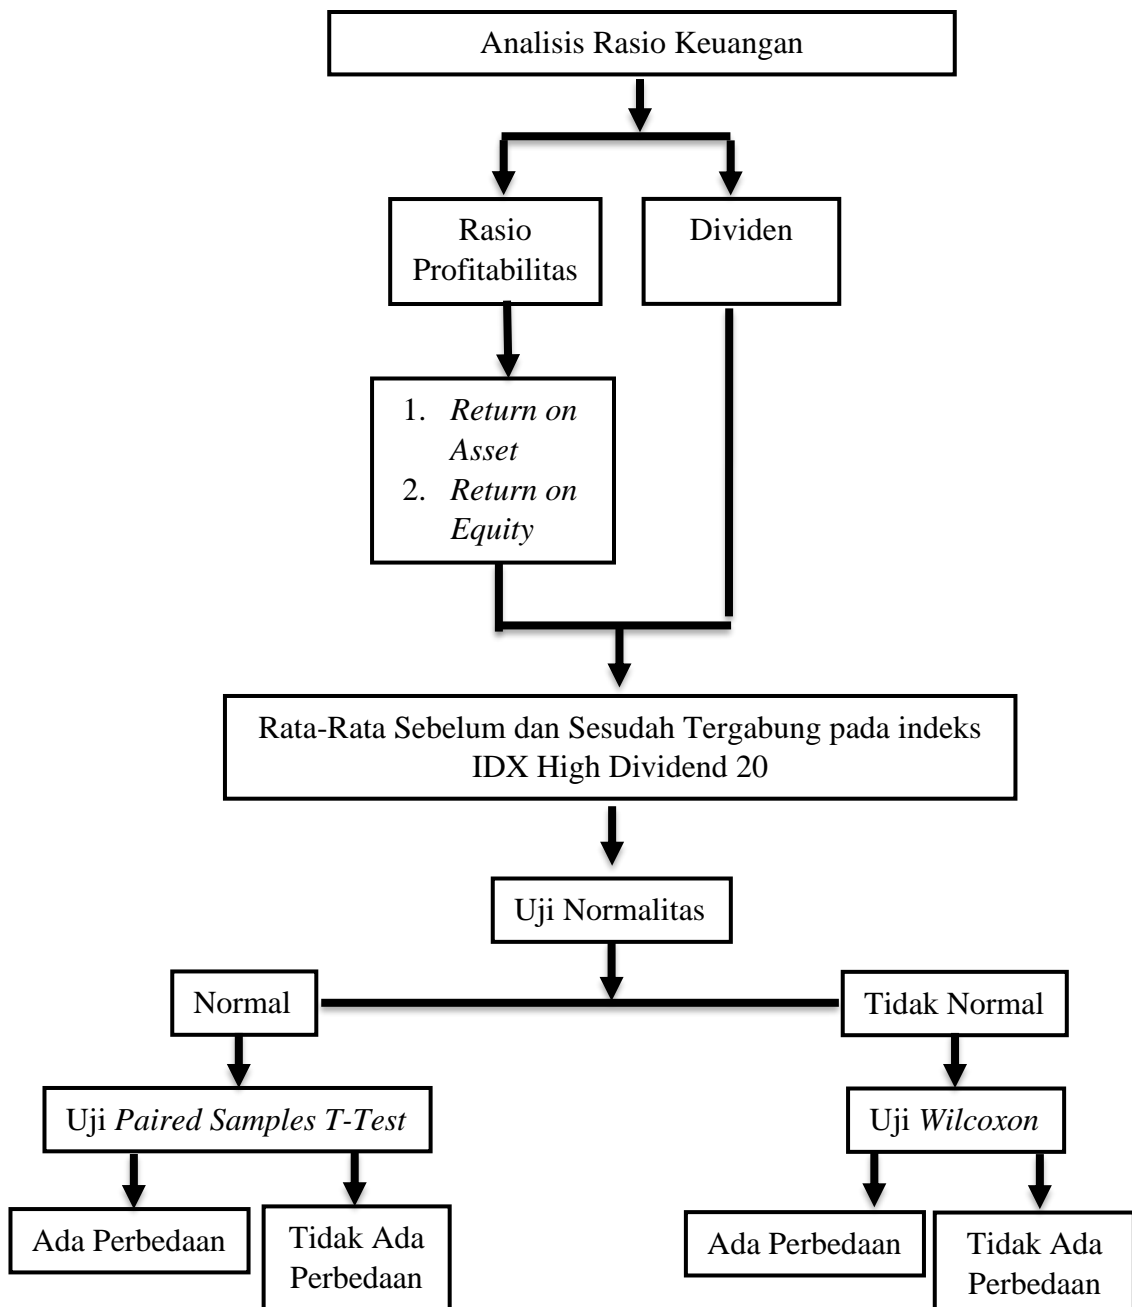 Analisis Rasio Keuangan
Rasio
Profitabilitas
Dividen
1. Return on
Asset
2. Return on
Equity
Rata-Rata Sebelum dan Sesudah Tergabung pada indeks
IDX High Dividend 20
Uji Normalitas
Normal
Tidak Normal
Uji Paired Samples T-Test
Uji Wilcoxon
Ada Perbedaan
Tidak Ada
Perbedaan
Ada Perbedaan
Tidak Ada
Perbedaan